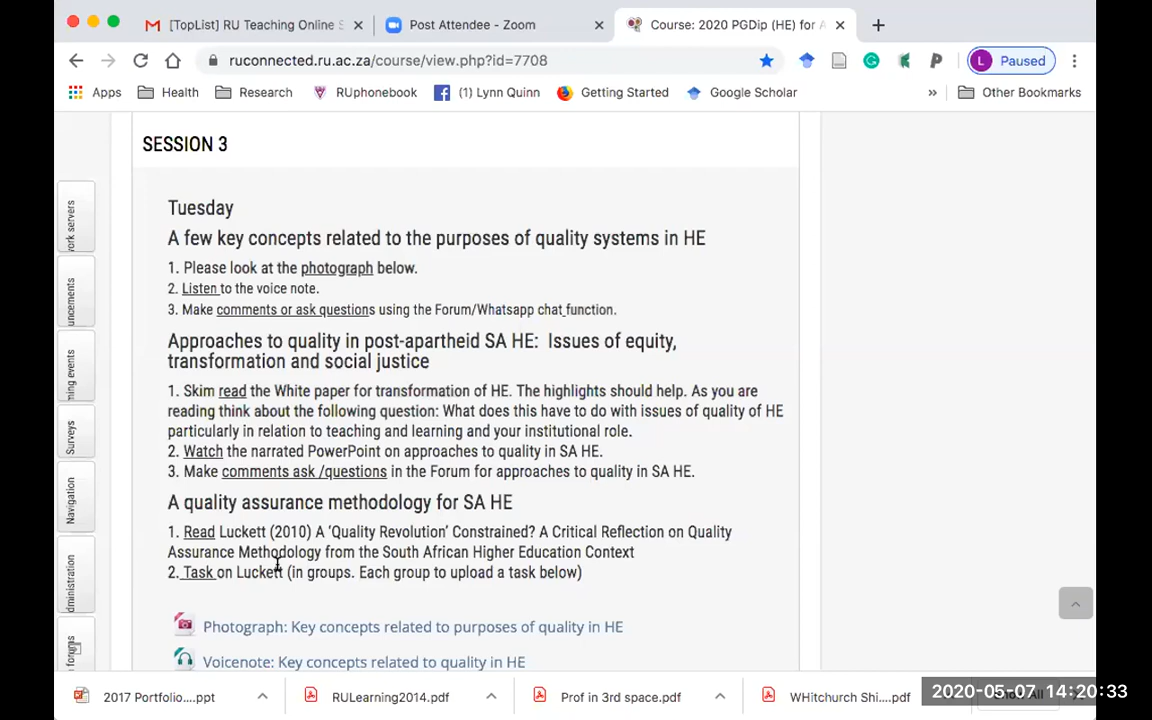 [TopList] RU Teaching Online S
Post Attendee - Zoom
Course: 2020 PGDip (HE) for A
ruconnected.ru.ac.za/course/view.php?id=7708
L Paused
Apps
Health
Research
RUphonebook
(1) Lynn Quinn
Getting Started
Google Scholar
»
Other Bookmarks
SESSION 3
Tuesday
A few key concepts related to the purposes of quality systems in HE
1. Please look at the photograph below.
2. Listen to the voice note.
3. Make comments or ask questions using the Forum/Whatsapp chat function.
Approaches to quality in post-apartheid SA HE: Issues of equity,
transformation and social justice
1. Skim read the White paper for transformation of HE. The highlights should help. As you are
reading think about the following question: What does this have to do with issues of quality of HE
particularly in relation to teaching and learning and your institutional role.
2. Watch the narrated PowerPoint on approaches to quality in SA HE.
3. Make comments ask /questions in the Forum for approaches to quality in SA HE.
A quality assurance methodology for SA HE
1. Read Luckett (2010) A ‘Quality Revolution’ Constrained? A Critical Reflection on Quality
Assurance Methodology from the South African Higher Education Context
2. Task on Luckett (in groups. Each group to upload a task below)
Photograph: Key concepts related to purposes of quality in HE
Voicenote: Key concepts related to quality in HE
ork servers
uncements
ming events
Surveys
Navigation
dministration
forums
2017 Portfolio....ppt
RULearning2014.pdf
Prof in 3rd space.pdf
WHitchurch Shi....pdf
2020-05-07, 14:20:33